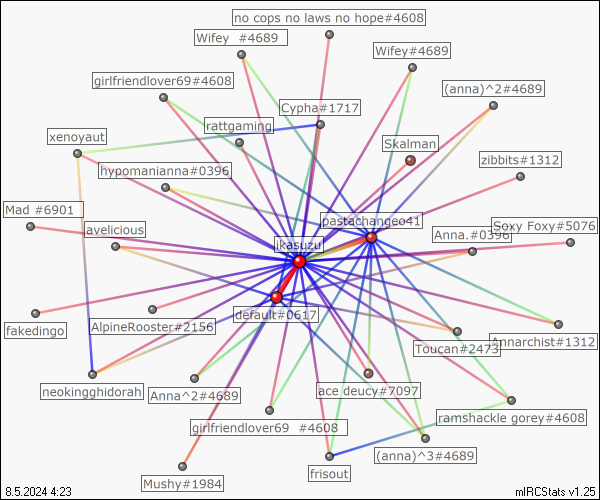 no cops no laws no hope#4608
Wifey  #4689
Wifey#4689
girlfriendlover69#4608
(anna)^2#4689
Cypha#1717
rattgaming
xenoyaut
Skalman
zibbits#1312
hypomanianna#0396
Mad #6901
pastachangeo41
Soxy Foxy#5076
ayelicious
Anna.#0396
ikasuzu
default#0617
fakedingo
AlpineRooster#2156
Annarchist#1312
Toucan#2473
neokingghidorah
Anna^2#4689
ace deucy#7097
ramshackle gorey#4608
girlfriendlover69  #4608
(anna)^3#4689
frisout
Mushy#1984
8.5.2024 4:23
mIRCStats v1.25